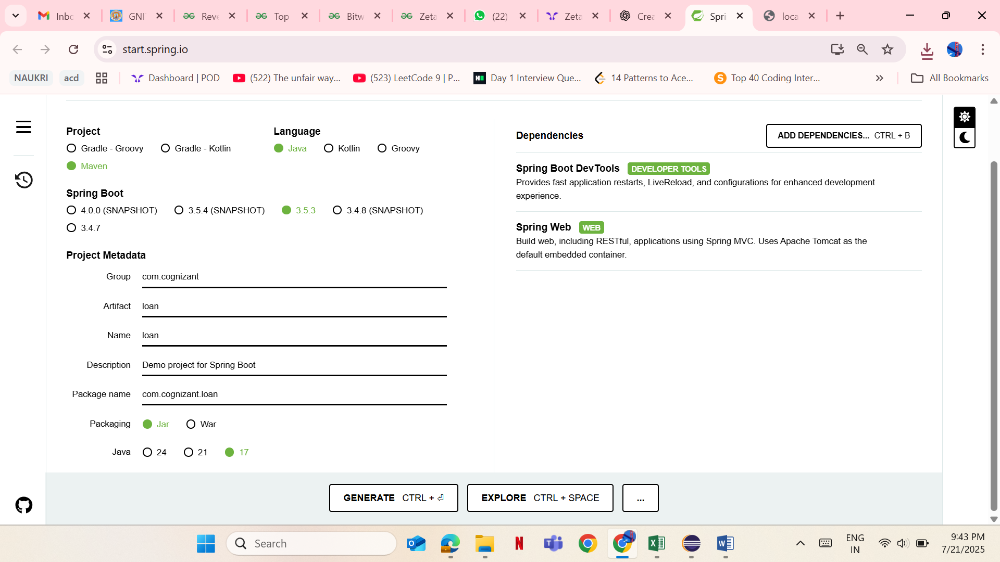 Inbc
GNI
Reve
Top
Bitw
Zeta
(22)
Zeta
Crea
Spri
loca
start.spring.io
NAUKRI
acd
Dashboard | POD
(522) The unfair way...
(523) LeetCode 9 | P...
Day 1 Interview Que...
14 Patterns to Ace...
Top 40 Coding Inter...
All Bookmarks
Project
Gradle - Groovy
Gradle - Kotlin
Maven
Language
Java
Kotlin
Groovy
Spring Boot
4.0.0 (SNAPSHOT)
3.5.4 (SNAPSHOT)
3.5.3
3.4.8 (SNAPSHOT)
3.4.7
Project Metadata
Group com.cognizant
Artifact loan
Name loan
Description Demo project for Spring Boot
Package name com.cognizant.loan
Packaging Jar War
Java 24 21 17
Dependencies
ADD DEPENDENCIES... CTRL + B
Spring Boot DevTools DEVELOPER TOOLS
Provides fast application restarts, LiveReload, and configurations for enhanced development
experience.
Spring Web WEB
Build web, including RESTful, applications using Spring MVC. Uses Apache Tomcat as the
default embedded container.
GENERATE CTRL + ⏎
EXPLORE CTRL + SPACE
...
Search
ENG
IN
9:43 PM
7/21/2025